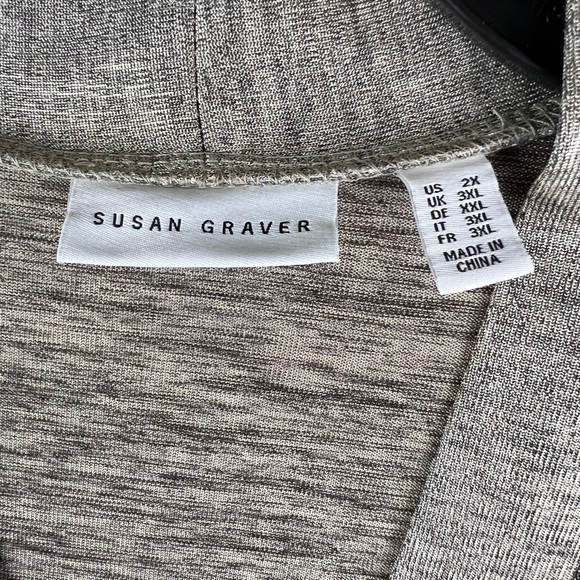 SUSAN GRAVER
US 2X
UK 3XL
DE XXL
IT 3XL
FR 3XL
MADE IN
CHINA